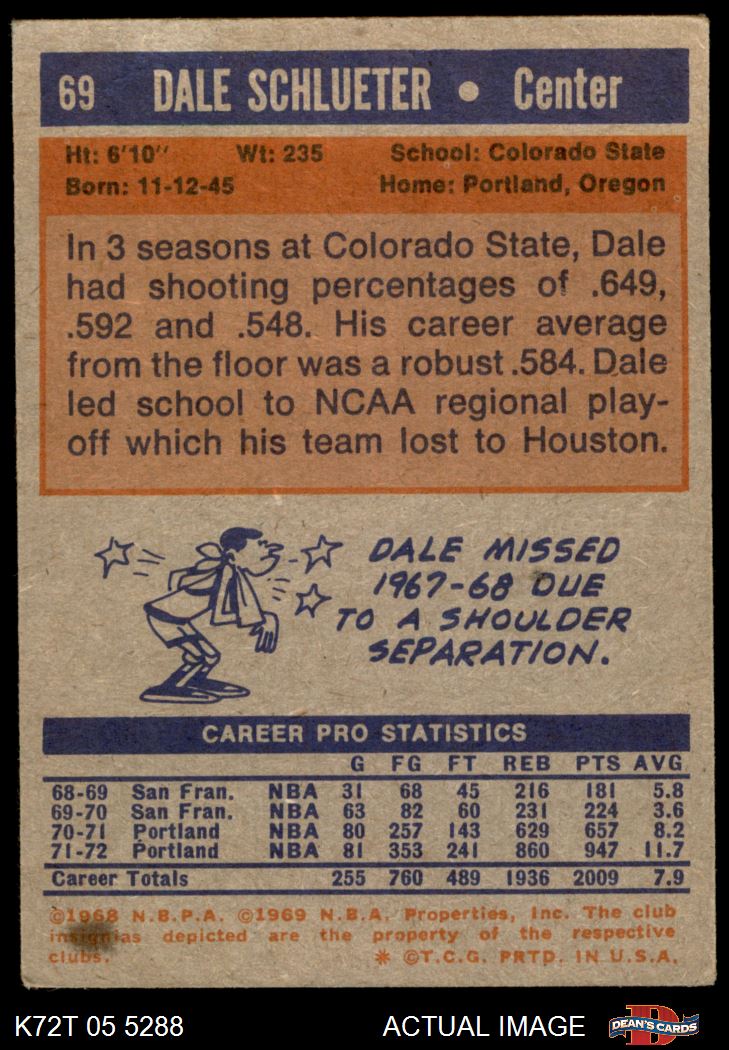 69 DALE SCHLUETER • Center
Ht: 6'10'' Wt: 235 School: Colorado State
Born: 11-12-45 Home: Portland, Oregon
In 3 seasons at Colorado State, Dale
had shooting percentages of .649,
.592 and .548. His career average
from the floor was a robust .584. Dale
led school to NCAA regional play-
off which his team lost to Houston.
DALE MISSED
1967-68 DUE
TO A SHOULDER
SEPARATION.
CAREER PRO STATISTICS
G FG FT REB PTS AVG
68-69 San Fran. NBA 31 68 45 216 181 5.8
69-70 San Fran. NBA 63 82 60 231 224 3.6
70-71 Portland NBA 80 257 143 629 657 8.2
71-72 Portland NBA 81 353 241 860 947 11.7
Career Totals 255 760 489 1936 2009 7.9
©1968 N.B.P.A. ©1969 N.B.A. Properties, Inc. The club
insignias depicted are the property of the respective
clubs. * ©T.C.G. PRTD. IN U.S.A.
K72T 05 5288 ACTUAL IMAGE DEAN'S CARDS